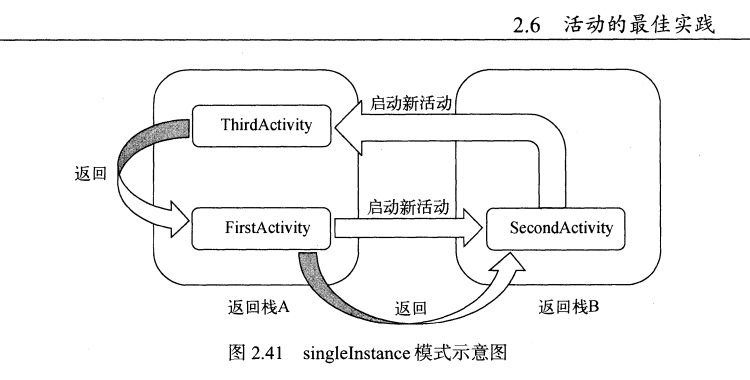 2.6 活动的最佳实践
启动新活动
ThirdActivity
返回
启动新活动
FirstActivity
SecondActivity
返回栈A
返回
返回栈B
图 2.41 singleInstance 模式示意图